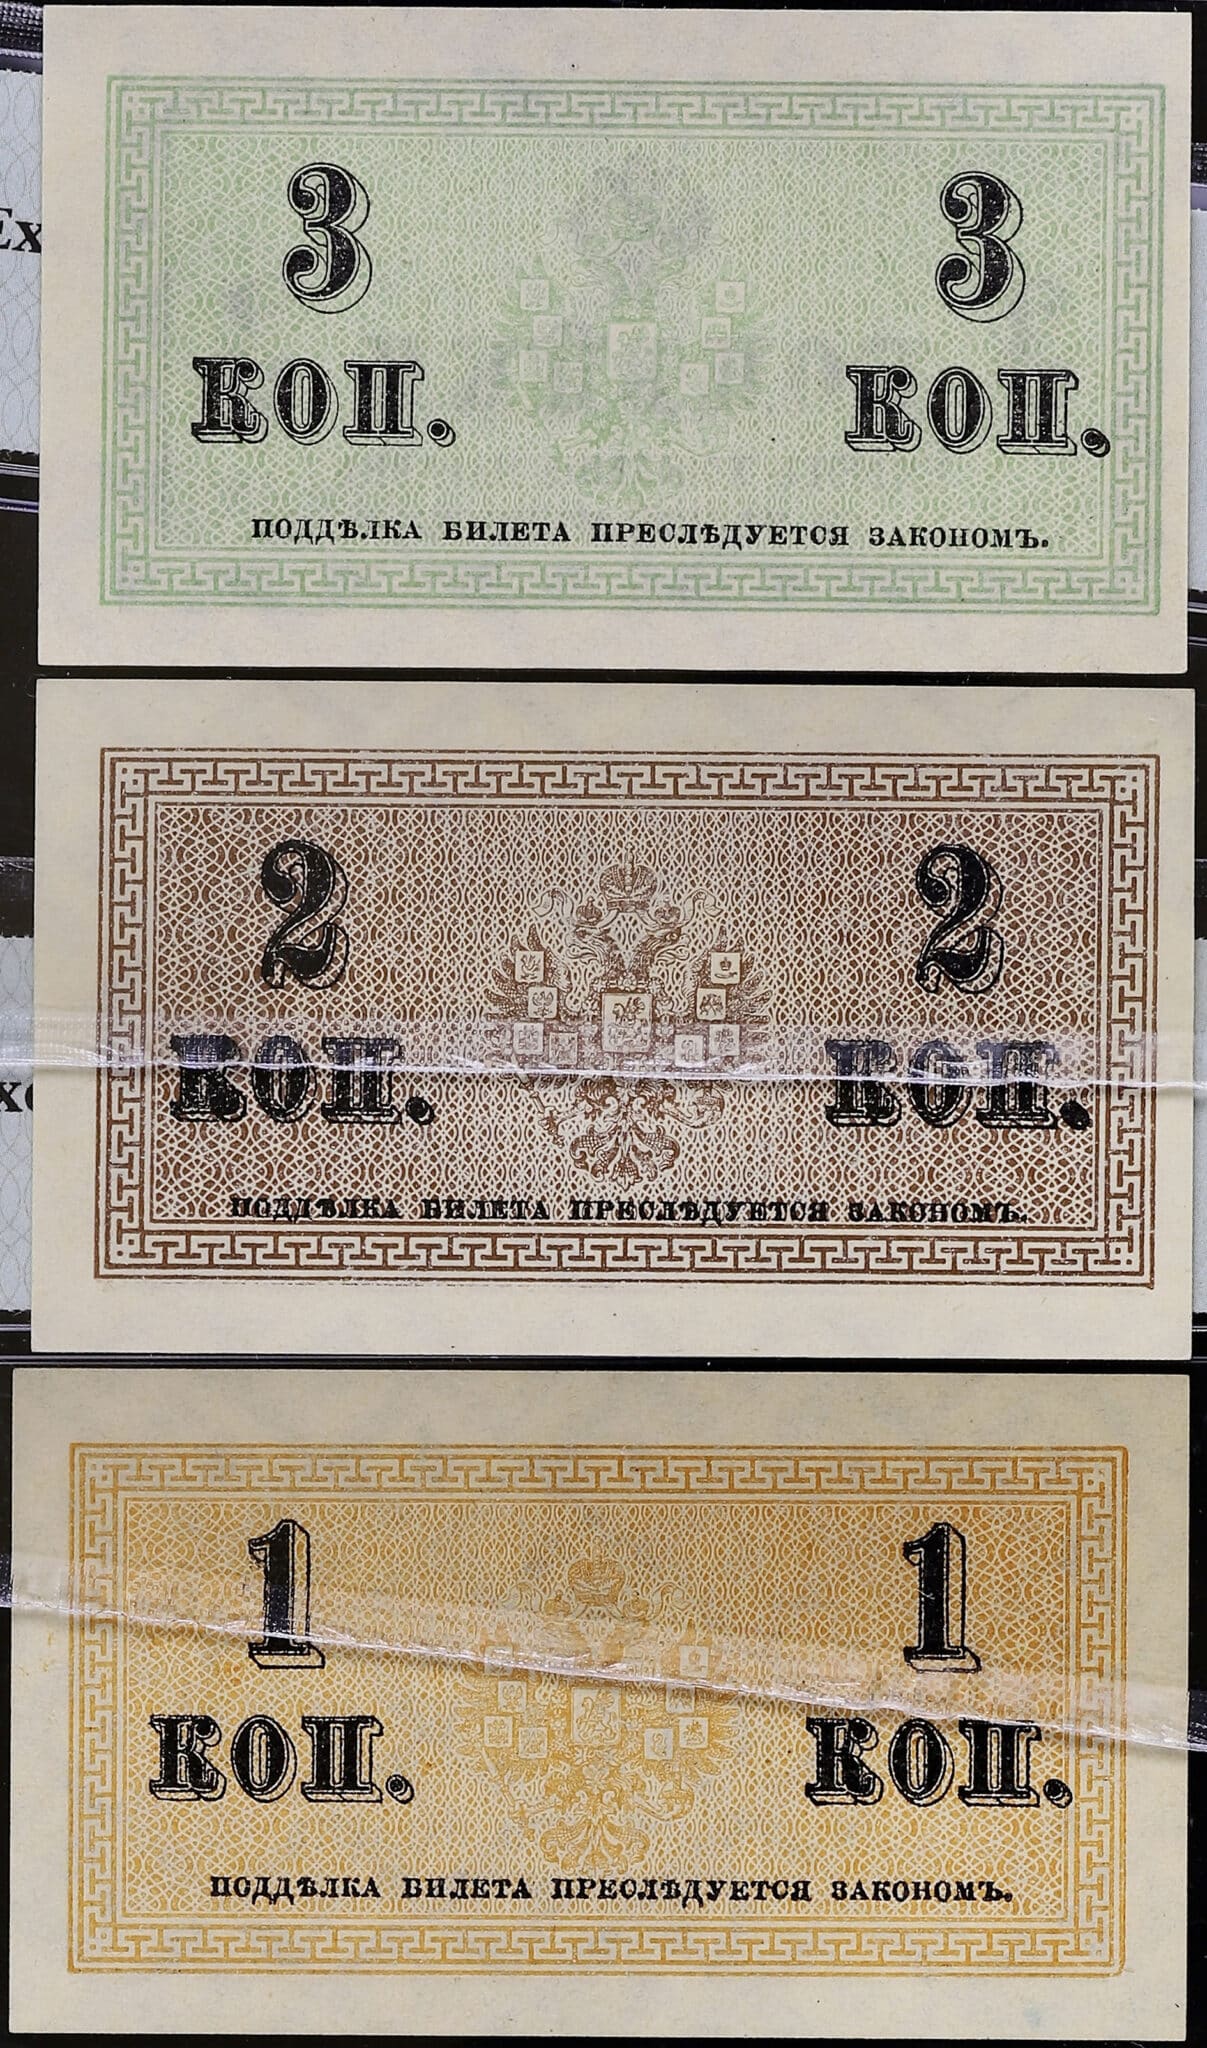 3 3
КОП. КОП.
ПОДДѢЛКА БИЛЕТА ПРЕСЛѢДУЕТСЯ ЗАКОНОМЪ.
Ex
2 2
КОП. КОП.
ПОДДѢЛКА БИЛЕТА ПРЕСЛѢДУЕТСЯ ЗАКОНОМЪ.
1 1
КОП. КОП.
ПОДДѢЛКА БИЛЕТА ПРЕСЛѢДУЕТСЯ ЗАКОНОМЪ.